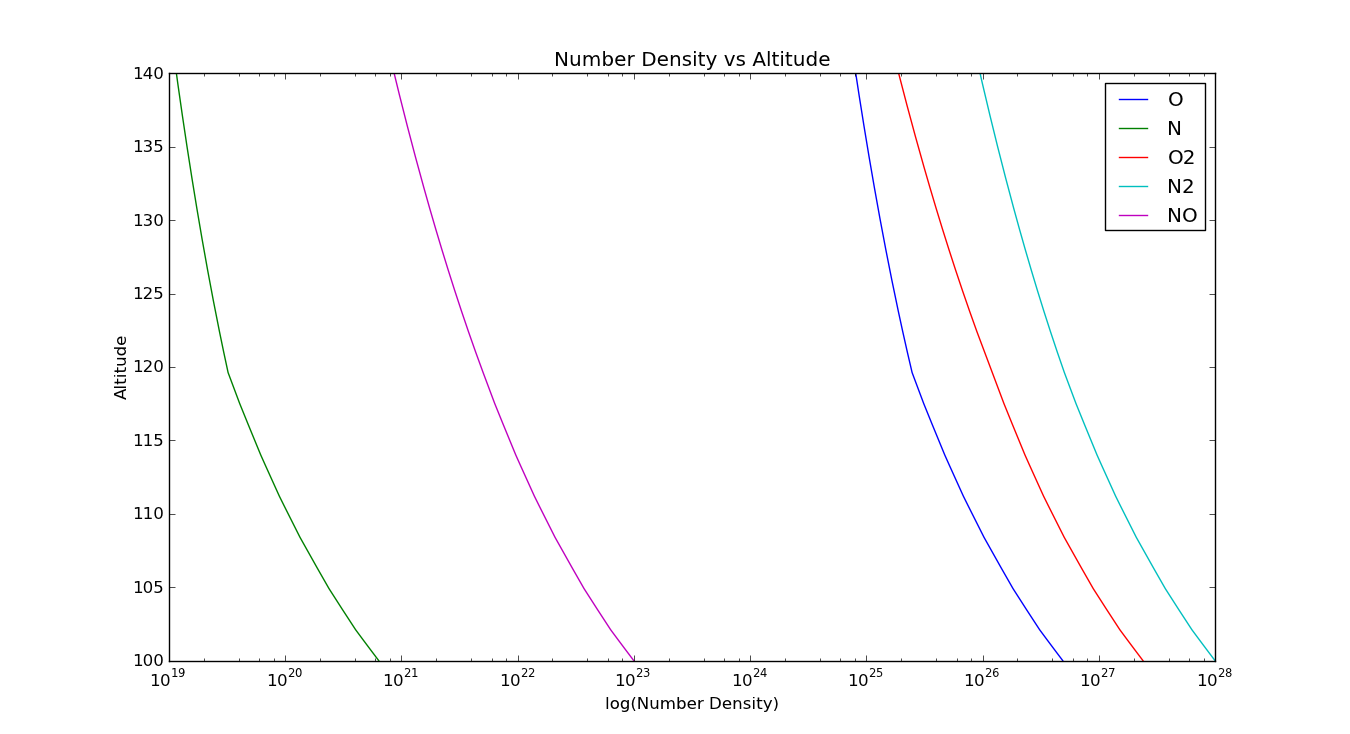 Number Density vs Altitude
140
135
130
125
120
115
110
105
100
Altitude
O
N
O2
N2
NO
10^19 10^20 10^21 10^22 10^23 10^24 10^25 10^26 10^27 10^28
log(Number Density)